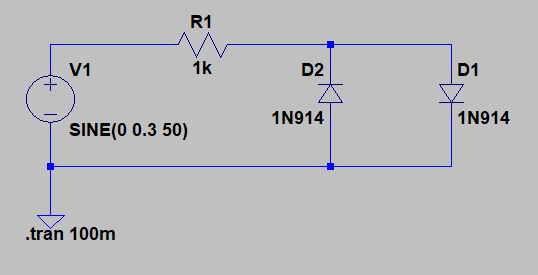 R1
1k
V1
SINE(0 0.3 50)
D2
1N914
D1
1N914
.tran 100m